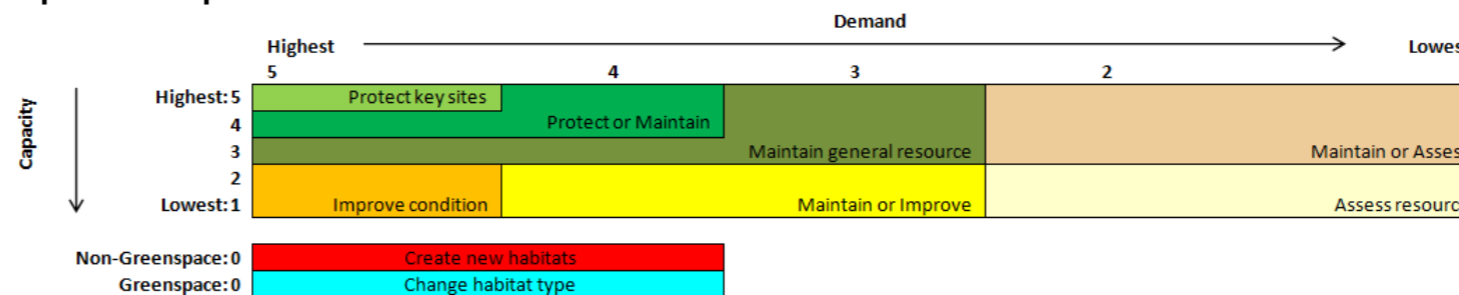 Demand
Highest
Lowes
5 4 3 2
Capacity
Highest: 5
Protect key sites
4
Protect or Maintain
3
Maintain general resource
Maintain or Asses
2
Lowest: 1
Improve condition
Maintain or Improve
Assess resourc
Non-Greenspace: 0
Create new habitats
Greenspace: 0
Change habitat type